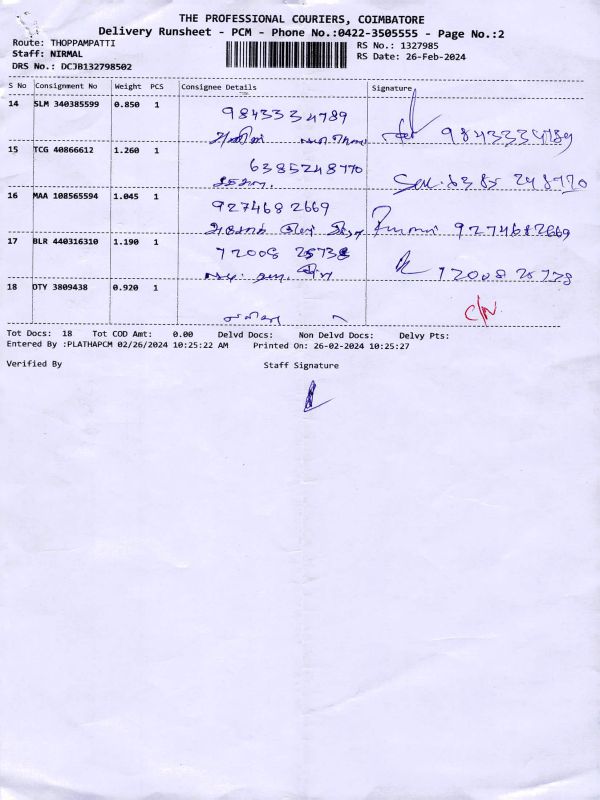 THE PROFESSIONAL COURIERS, COIMBATORE
Delivery Runsheet - PCM - Phone No.:0422-3505555 - Page No.:2
Route: THOPPAMPATTI
RS No.: 1327985
Staff: NIRMAL
RS Date: 26-Feb-2024
DRS No.: DCJB132798502
S No Consignment No Weight PCS Consignee Details Signature
14 SLM 340385599 0.850 1
9843334789
9843334789
15 TCG 40866612 1.260 1
6385248770
6385 248770
16 MAA 108565594 1.045 1
9274682669
9274682669
17 BLR 440316310 1.190 1
18 OTY 3809438 0.920 1
C/N
Tot Docs: 18 Tot COD Amt: 0.00 Delvd Docs: Non Delvd Docs: Delvy Pts:
Entered By :PLATHAPCM 02/26/2024 10:25:22 AM Printed On: 26-02-2024 10:25:27
Verified By Staff Signature